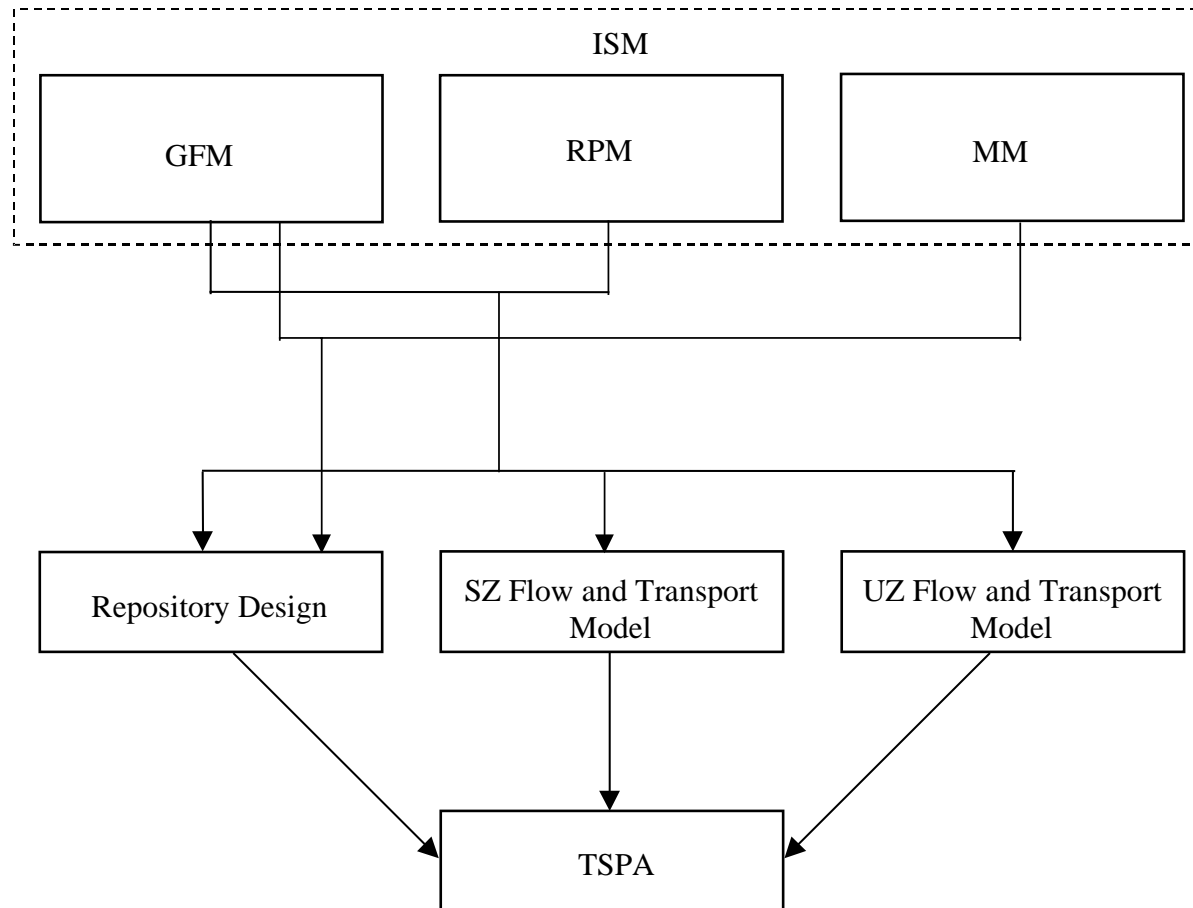 ISM
GFM
RPM
MM
Repository Design
SZ Flow and Transport
Model
UZ Flow and Transport
Model
TSPA